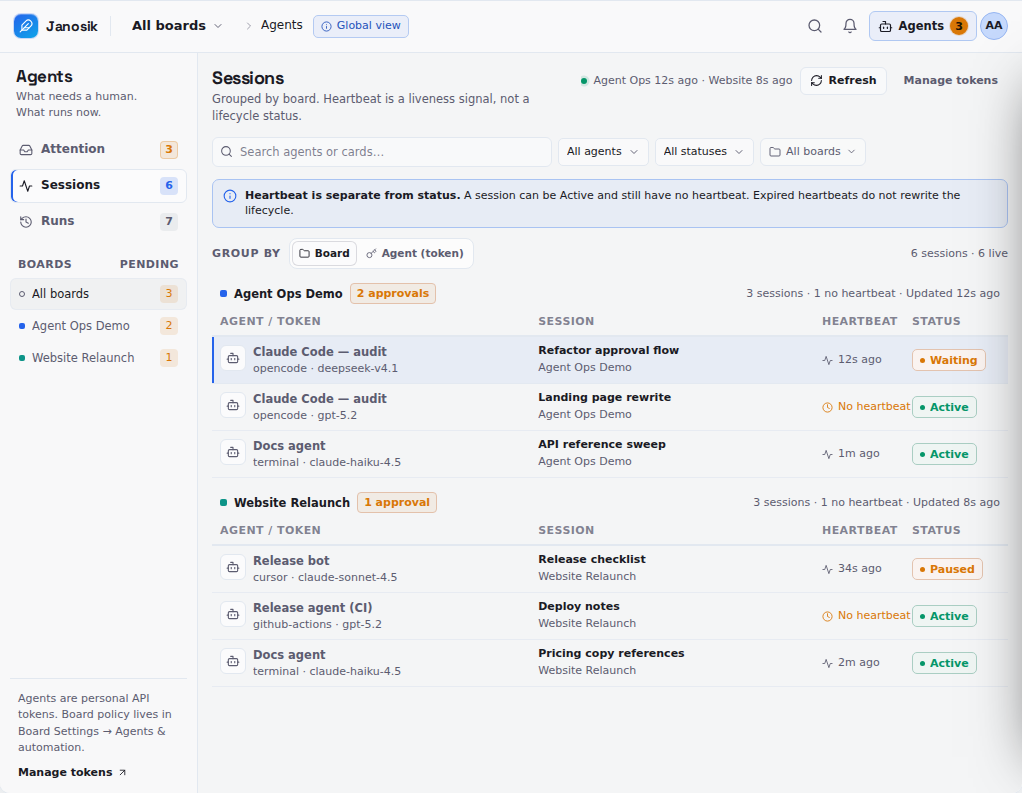 Janosik
All boards
Agents
Global view
Agents 3
AA
Agents
What needs a human.
What runs now.
Attention 3
Sessions 6
Runs 7
BOARDS PENDING
All boards 3
Agent Ops Demo 2
Website Relaunch 1
Agents are personal API
tokens. Board policy lives in
Board Settings → Agents &
automation.
Manage tokens
Sessions
Grouped by board. Heartbeat is a liveness signal, not a
lifecycle status.
Agent Ops 12s ago · Website 8s ago
Refresh
Manage tokens
Search agents or cards…
All agents
All statuses
All boards
Heartbeat is separate from status. A session can be Active and still have no heartbeat. Expired heartbeats do not rewrite the
lifecycle.
GROUP BY Board Agent (token)
6 sessions · 6 live
Agent Ops Demo 2 approvals
3 sessions · 1 no heartbeat · Updated 12s ago
AGENT / TOKEN SESSION HEARTBEAT STATUS
Claude Code — audit
opencode · deepseek-v4.1
Refactor approval flow
Agent Ops Demo
12s ago
Waiting
Claude Code — audit
opencode · gpt-5.2
Landing page rewrite
Agent Ops Demo
No heartbeat
Active
Docs agent
terminal · claude-haiku-4.5
API reference sweep
Agent Ops Demo
1m ago
Active
Website Relaunch 1 approval
3 sessions · 1 no heartbeat · Updated 8s ago
AGENT / TOKEN SESSION HEARTBEAT STATUS
Release bot
cursor · claude-sonnet-4.5
Release checklist
Website Relaunch
34s ago
Paused
Release agent (CI)
github-actions · gpt-5.2
Deploy notes
Website Relaunch
No heartbeat
Active
Docs agent
terminal · claude-haiku-4.5
Pricing copy references
Website Relaunch
2m ago
Active